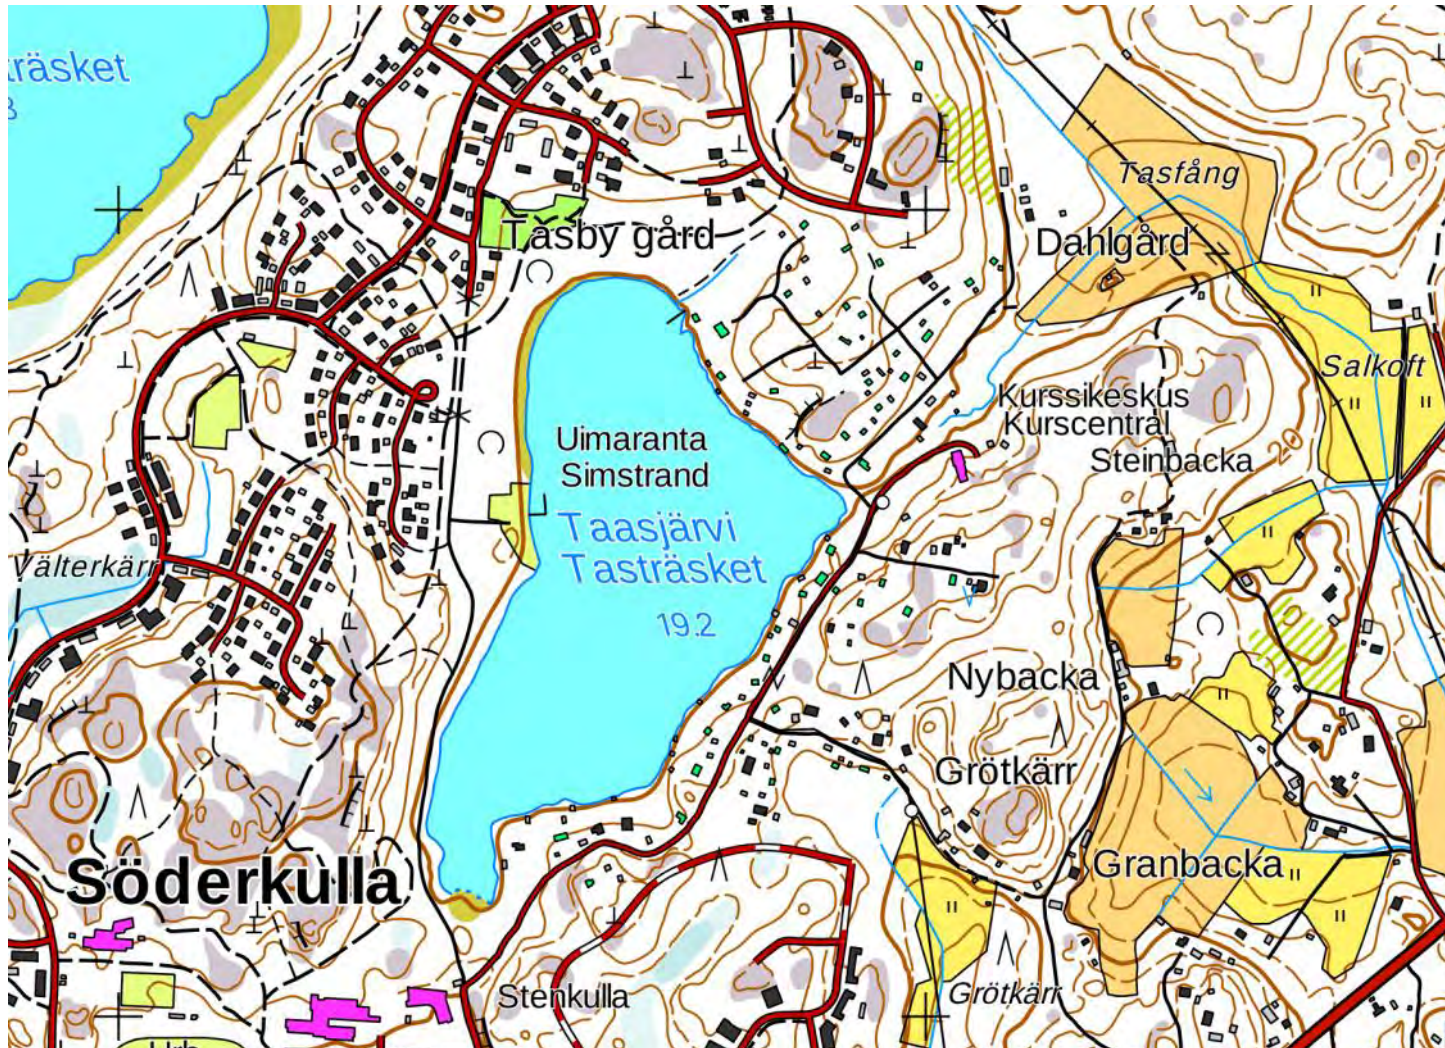 träsket
Tasfång
Tasby gård
Dahlgård
Salkoft
Kurssikeskus
Kurscentral
Uimaranta
Simstrand
Steinbacka
20
Taasjärvi
Tasträsket
19.2
Välterkärr
Nybacka
Grötkärr
Granbacka
Söderkulla
Stenkulla
Grötkärr